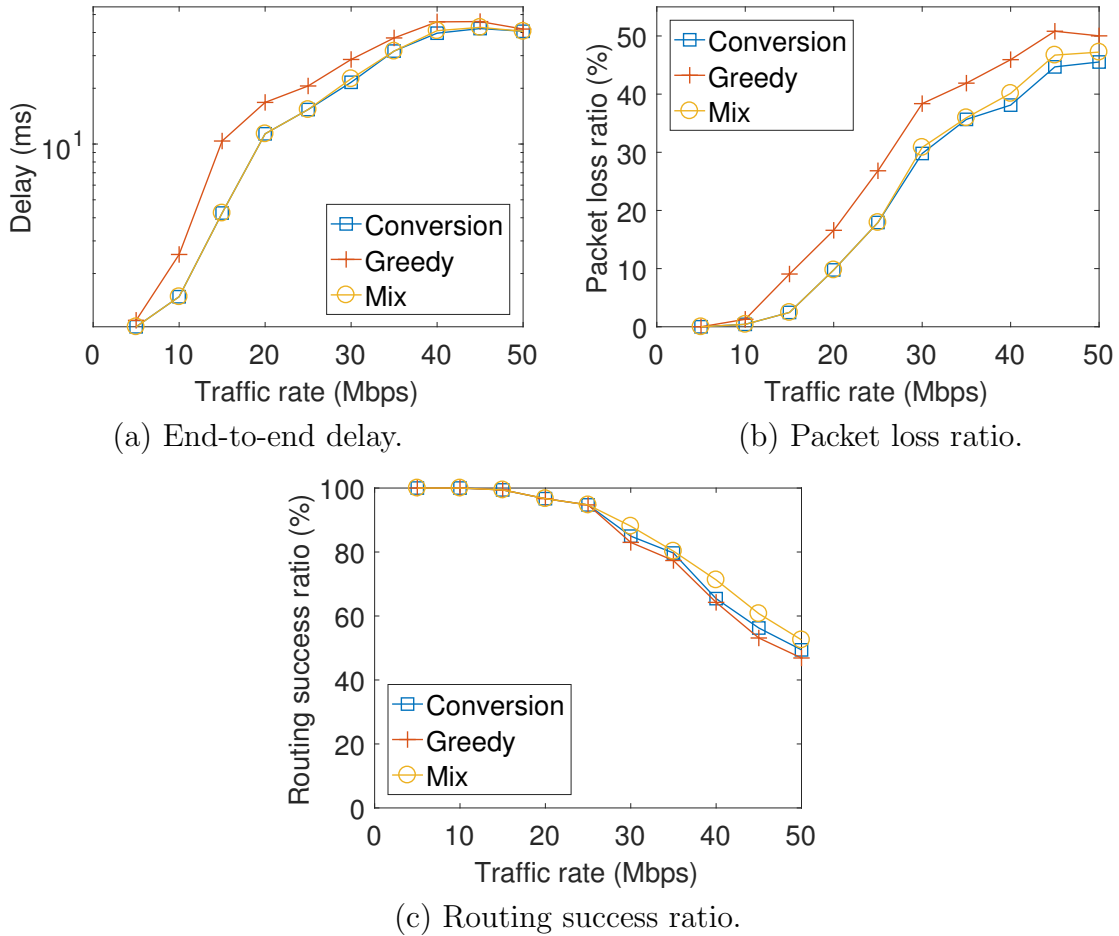 Delay (ms)
10^1
Conversion
Greedy
Mix
0 10 20 30 40 50
Traffic rate (Mbps)
(a) End-to-end delay.
Packet loss ratio (%)
50
40
30
20
10
0
Conversion
Greedy
Mix
0 10 20 30 40 50
Traffic rate (Mbps)
(b) Packet loss ratio.
Routing success ratio (%)
100
80
60
40
20
0
Conversion
Greedy
Mix
0 10 20 30 40 50
Traffic rate (Mbps)
(c) Routing success ratio.